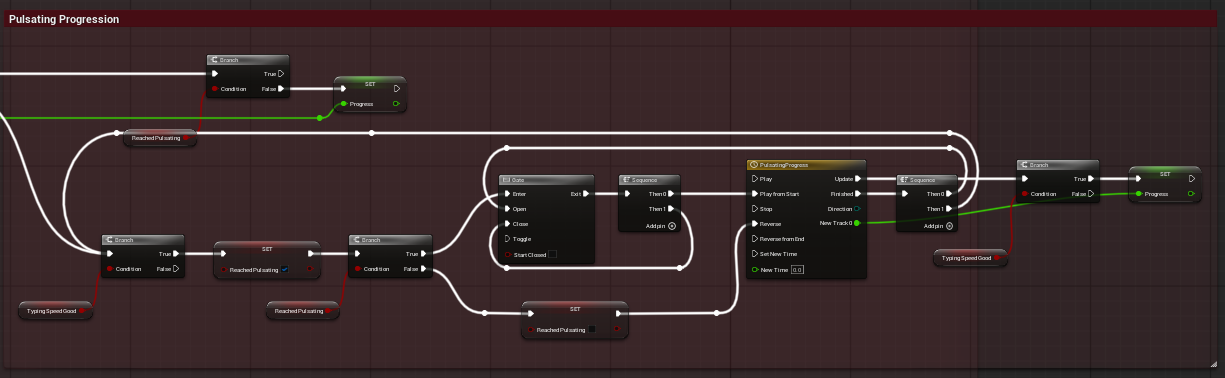 Pulsating Progression
Branch
True
Condition
False
SET
Progress
Reached Pulsating
Branch
True
Condition
False
Typing Speed Good
SET
Reached Pulsating
Branch
True
Condition
False
Reached Pulsating
Gate
Enter
Exit
Open
Close
Toggle
Start Closed
Sequence
Then 0
Then 1
Add pin
SET
Reached Pulsating
PulsatingProgress
Play
Update
Play from Start
Finished
Stop
Direction
Reverse
New Track 0
Reverse from End
Set New Time
New Time 0.0
Sequence
Then 0
Then 1
Add pin
Typing Speed Good
Branch
True
Condition
False
SET
Progress